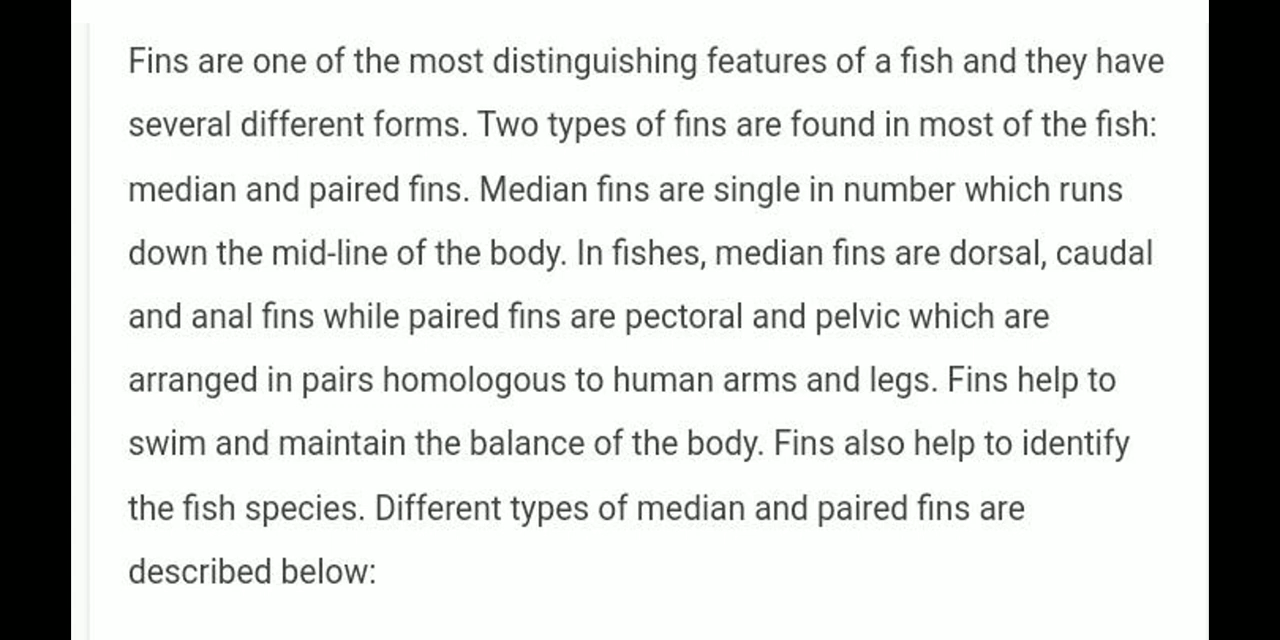 Fins are one of the most distinguishing features of a fish and they have
several different forms. Two types of fins are found in most of the fish:
median and paired fins. Median fins are single in number which runs
down the mid-line of the body. In fishes, median fins are dorsal, caudal
and anal fins while paired fins are pectoral and pelvic which are
arranged in pairs homologous to human arms and legs. Fins help to
swim and maintain the balance of the body. Fins also help to identify
the fish species. Different types of median and paired fins are
described below: